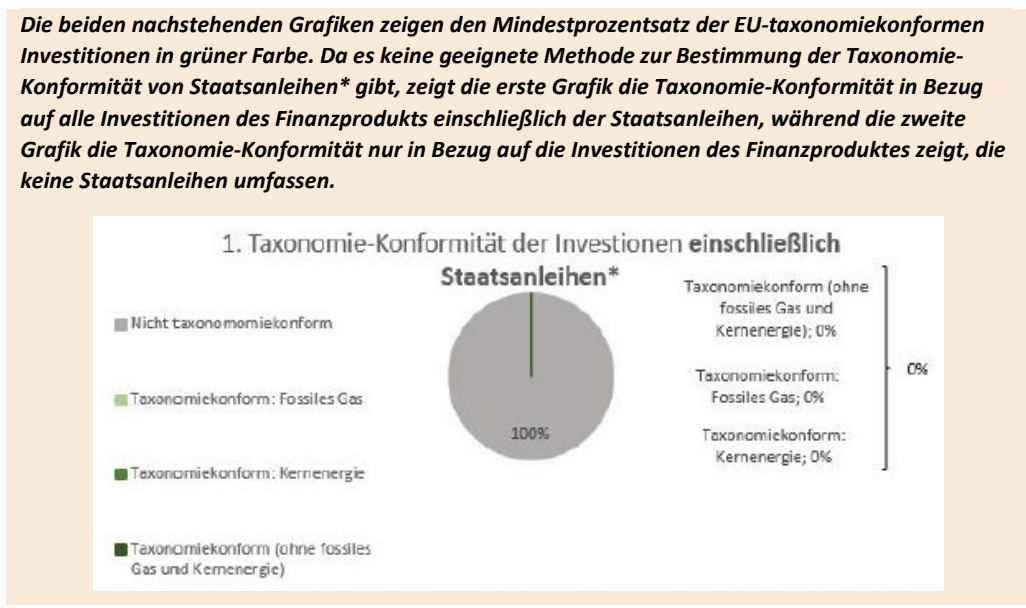 Die beiden nachstehenden Grafiken zeigen den Mindestprozentsatz der EU-taxonomiekonformen
Investitionen in grüner Farbe. Da es keine geeignete Methode zur Bestimmung der Taxonomie-
Konformität von Staatsanleihen* gibt, zeigt die erste Grafik die Taxonomie-Konformität in Bezug
auf alle Investitionen des Finanzprodukts einschließlich der Staatsanleihen, während die zweite
Grafik die Taxonomie-Konformität nur in Bezug auf die Investitionen des Finanzproduktes zeigt, die
keine Staatsanleihen umfassen.
1. Taxonomie-Konformität der Investionen einschließlich
Staatsanleihen*
Nicht taxonomomiekonform
Taxonomiekonform: Fossiles Gas
Taxonomiekonform: Kernenergie
Taxonomiekonform (ohne fossiles
Gas und Kernenergie)
100%
Taxonomiekonform (ohne
fossiles Gas und
Kernenergie); 0%
Taxonomiekonform:
Fossiles Gas; 0%
Taxonomiekonform:
Kernenergie; 0%
0%